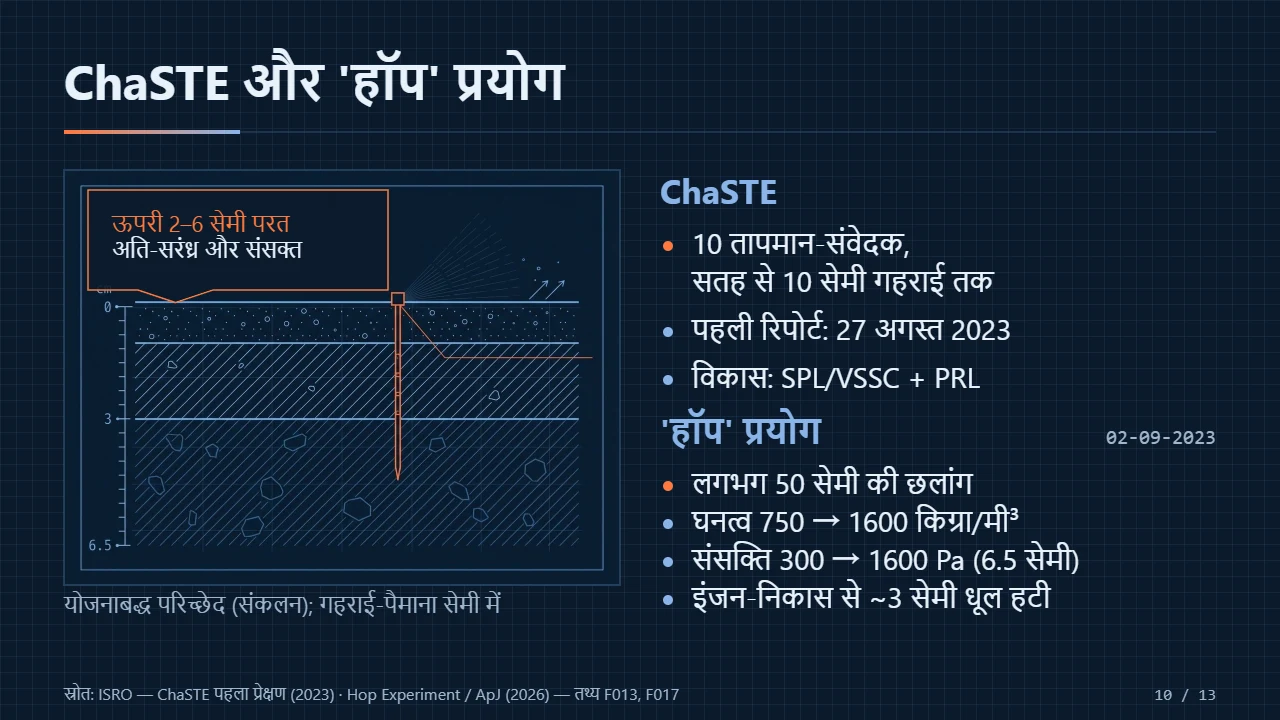 ChaSTE और 'हॉप' प्रयोग
ऊपरी 2–6 सेमी परत
अति-सरंध्र और संसक्त
0
3
6.5
योजनाबद्ध परिच्छेद (संकलन); गहराई-पैमाना सेमी में
ChaSTE
10 तापमान-संवेदक,
सतह से 10 सेमी गहराई तक
पहली रिपोर्ट: 27 अगस्त 2023
विकास: SPL/VSSC + PRL
'हॉप' प्रयोग
02-09-2023
लगभग 50 सेमी की छलांग
घनत्व 750 → 1600 किग्रा/मी³
संसक्ति 300 → 1600 Pa (6.5 सेमी)
इंजन-निकास से ~3 सेमी धूल हटी
स्रोत: ISRO — ChaSTE पहला प्रेक्षण (2023) · Hop Experiment / ApJ (2026) — तथ्य F013, F017
10 / 13